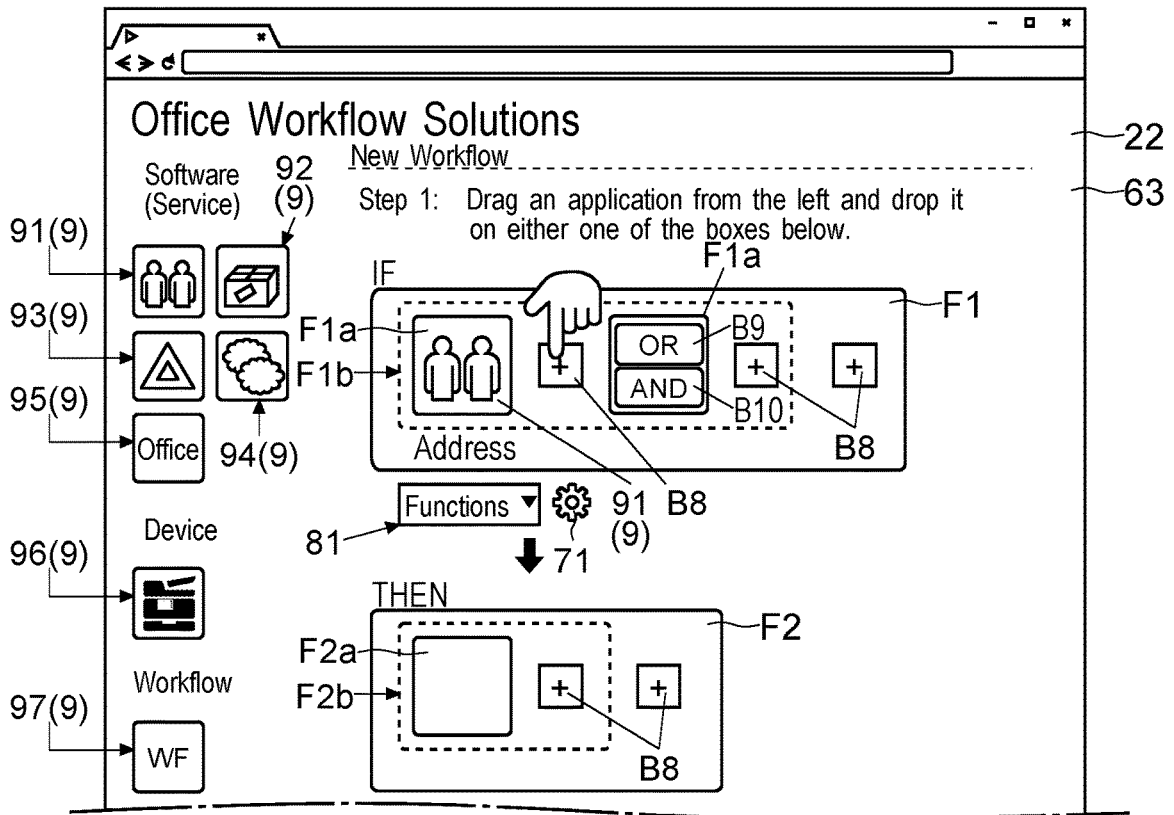 Office Workflow Solutions
22
New Workflow
63
Software
(Service)
92
(9)
Step 1: Drag an application from the left and drop it
on either one of the boxes below.
91(9)
F1a
IF
F1
93(9)
F1a
OR
B9
+
+
+
F1b
AND
B10
95(9)
Office
94(9)
Address
B8
Functions ▼
91
(9)
B8
81
71
Device
96(9)
THEN
F2
F2a
F2b
+
+
Workflow
97(9)
WF
B8